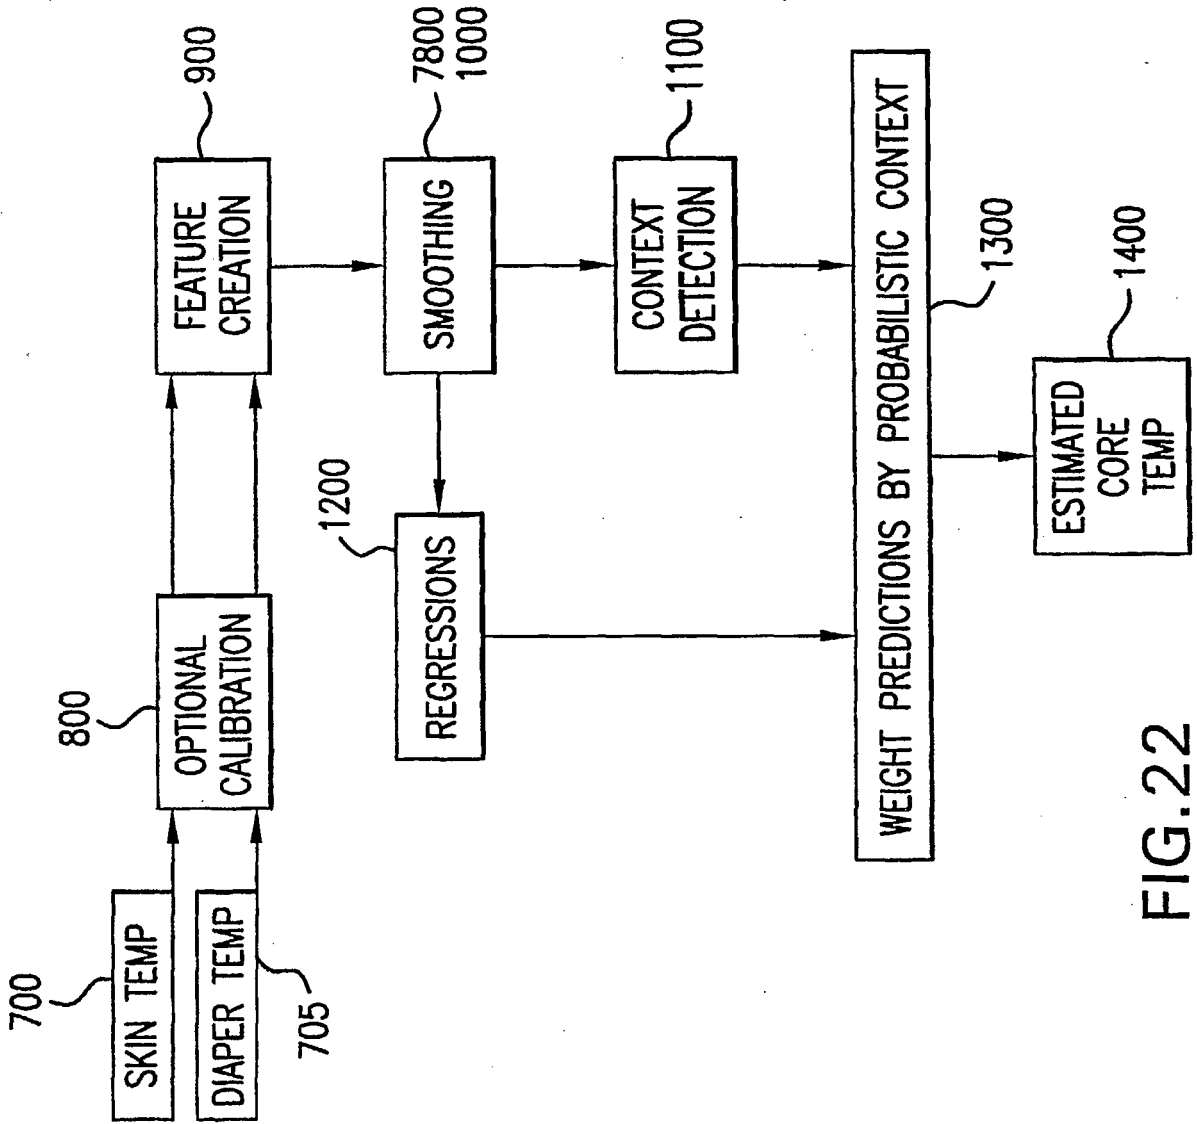 700
SKIN TEMP
DIAPER TEMP
705
800
OPTIONAL
CALIBRATION
900
FEATURE
CREATION
7800
1000
SMOOTHING
1200
REGRESSIONS
1100
CONTEXT
DETECTION
WEIGHT PREDICTIONS BY PROBABILISTIC CONTEXT
1300
1400
ESTIMATED
CORE
TEMP
FIG.22